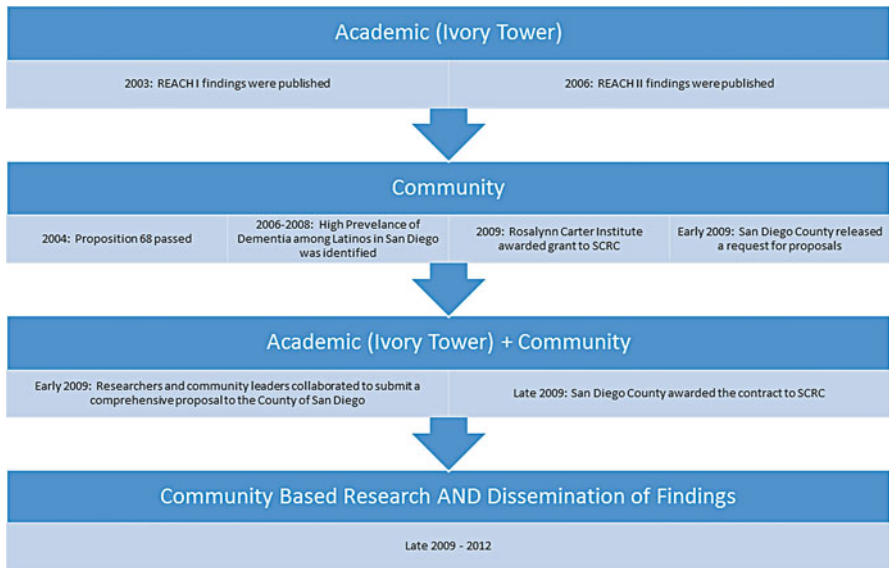 Academic (Ivory Tower)
2003: REACH I findings were published
2006: REACH II findings were published
Community
2004: Proposition 68 passed
2006-2008: High Prevelance of
Dementia among Latinos in San Diego
was identified
2009: Rosalynn Carter Institute
awarded grant to SCRC
Early 2009: San Diego County released
a request for proposals
Academic (Ivory Tower) + Community
Early 2009: Researchers and community leaders collaborated to submit a
comprehensive proposal to the County of San Diego
Late 2009: San Diego County awarded the contract to SCRC
Community Based Research AND Dissemination of Findings
Late 2009 - 2012